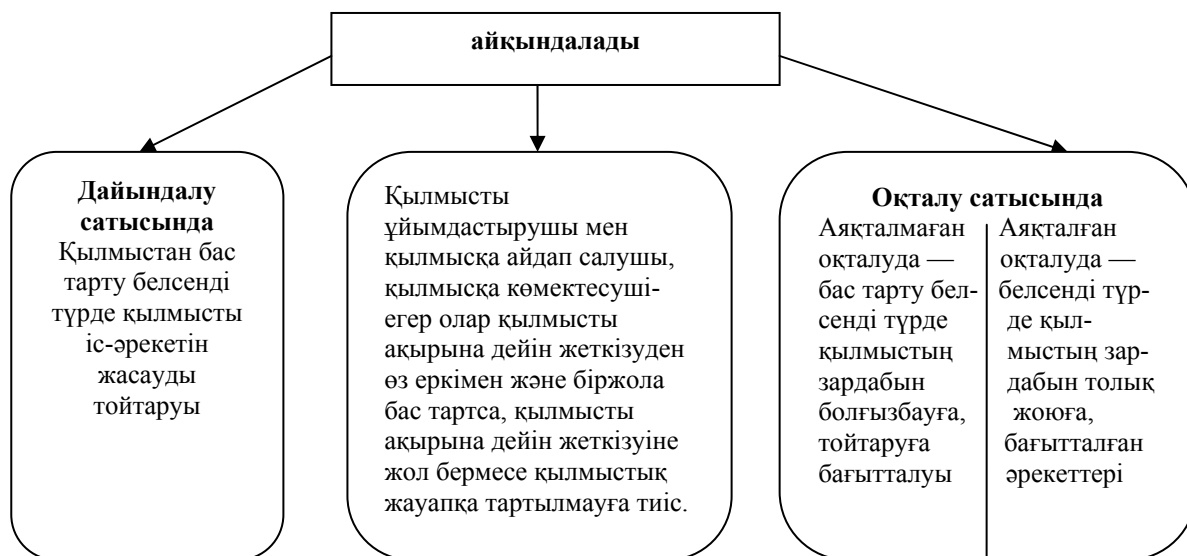 айқындалады
Дайындалу
сатысында
Қылмыстан бас
тарту белсенді
түрде қылмысты
іс-әрекетін
жасауды
тойтаруы
Қылмысты
ұйымдастырушы мен
қылмысқа айдап салушы,
қылмысқа көмектесуші-
егер олар қылмысты
ақырына дейін жеткізуден
өз еркімен және біржола
бас тартса, қылмысты
ақырына дейін жеткізуіне
жол бермесе қылмыстық
жауапқа тартылмауға тиіс.
Оқталу сатысында
Аяқталмаған
оқталуда —
бас тарту бел-
сенді түрде
қылмыстың
зардабын
болғызбауға,
тойтаруға
бағытталуы
Аяқталған
оқталуда —
белсенді түр-
де қыл-
мыстың зар-
дабын толық
жоюға,
бағытталған
әрекеттері